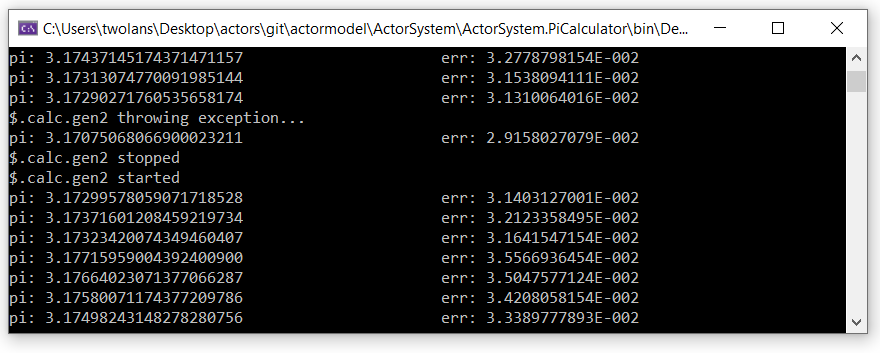 C:\Users\twolans\Desktop\actors\git\actormodel\ActorSystem\ActorSystem.PiCalculator\bin\De...
pi: 3.17437145174371471157 err: 3.2778798154E-002
pi: 3.17313074770091985144 err: 3.1538094111E-002
pi: 3.17290271760535658174 err: 3.1310064016E-002
$.calc.gen2 throwing exception...
pi: 3.17075068066900023211 err: 2.9158027079E-002
$.calc.gen2 stopped
$.calc.gen2 started
pi: 3.17299578059071718528 err: 3.1403127001E-002
pi: 3.17371601208459219734 err: 3.2123358495E-002
pi: 3.17323420074349460407 err: 3.1641547154E-002
pi: 3.17715959004392400900 err: 3.5566936454E-002
pi: 3.17664023071377066287 err: 3.5047577124E-002
pi: 3.17580071174377209786 err: 3.4208058154E-002
pi: 3.17498243148278280756 err: 3.3389777893E-002